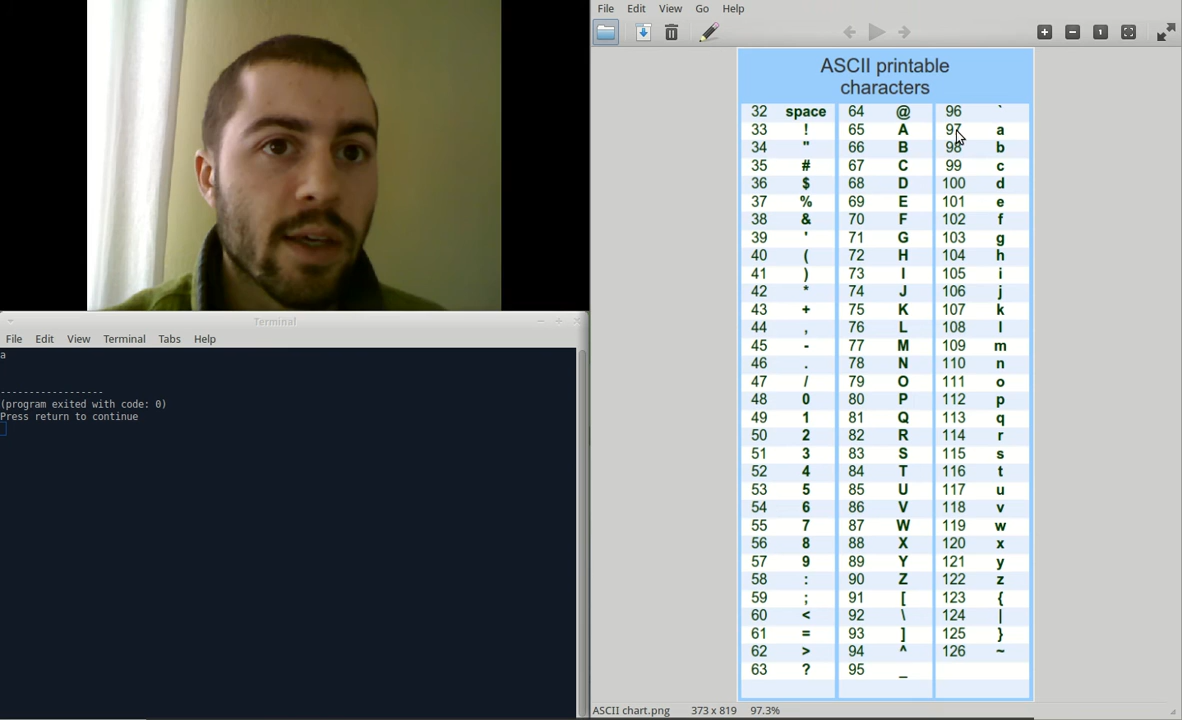 File Edit View Go Help
ASCII printable
characters
32 space 64 @ 96 `
33 ! 65 A 97 a
34 " 66 B 98 b
35 # 67 C 99 c
36 $ 68 D 100 d
37 % 69 E 101 e
38 & 70 F 102 f
39 ' 71 G 103 g
40 ( 72 H 104 h
41 ) 73 I 105 i
42 * 74 J 106 j
43 + 75 K 107 k
44 , 76 L 108 l
45 - 77 M 109 m
46 . 78 N 110 n
47 / 79 O 111 o
48 0 80 P 112 p
49 1 81 Q 113 q
50 2 82 R 114 r
51 3 83 S 115 s
52 4 84 T 116 t
53 5 85 U 117 u
54 6 86 V 118 v
55 7 87 W 119 w
56 8 88 X 120 x
57 9 89 Y 121 y
58 : 90 Z 122 z
59 ; 91 [ 123 {
60 < 92 \ 124 |
61 = 93 ] 125 }
62 > 94 ^ 126 ~
63 ? 95 _
ASCII chart.png 373 x 819 97.3%
Terminal
File Edit View Terminal Tabs Help
a
------------------
(program exited with code: 0)
Press return to continue